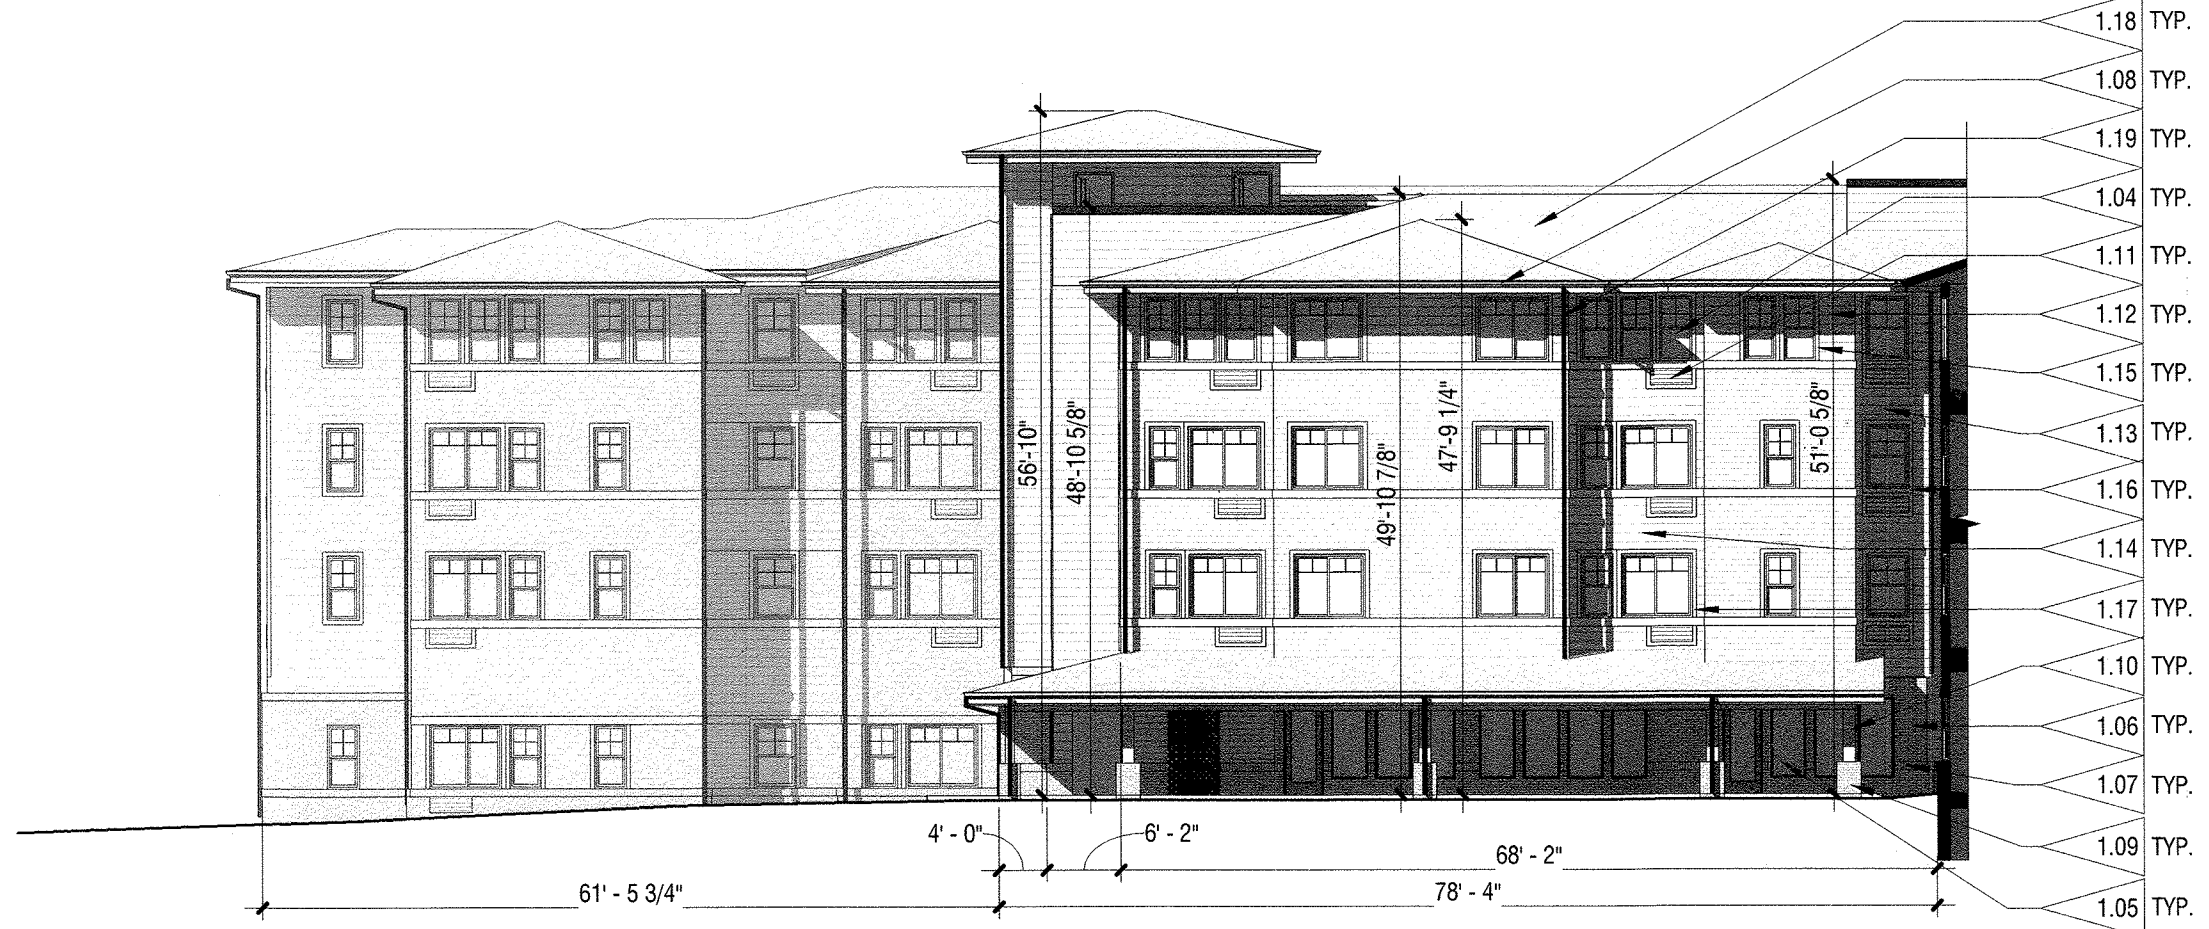 1.18 TYP.
1.08 TYP.
1.19 TYP.
1.04 TYP.
1.11 TYP.
1.12 TYP.
1.15 TYP.
1.13 TYP.
1.16 TYP.
1.14 TYP.
1.17 TYP.
1.10 TYP.
1.06 TYP.
1.07 TYP.
1.09 TYP.
1.05 TYP.
56'-10"
48'-10 5/8"
49'-10 7/8"
47'-9 1/4"
51'-0 5/8"
4' - 0"
6' - 2"
68' - 2"
61' - 5 3/4"
78' - 4"